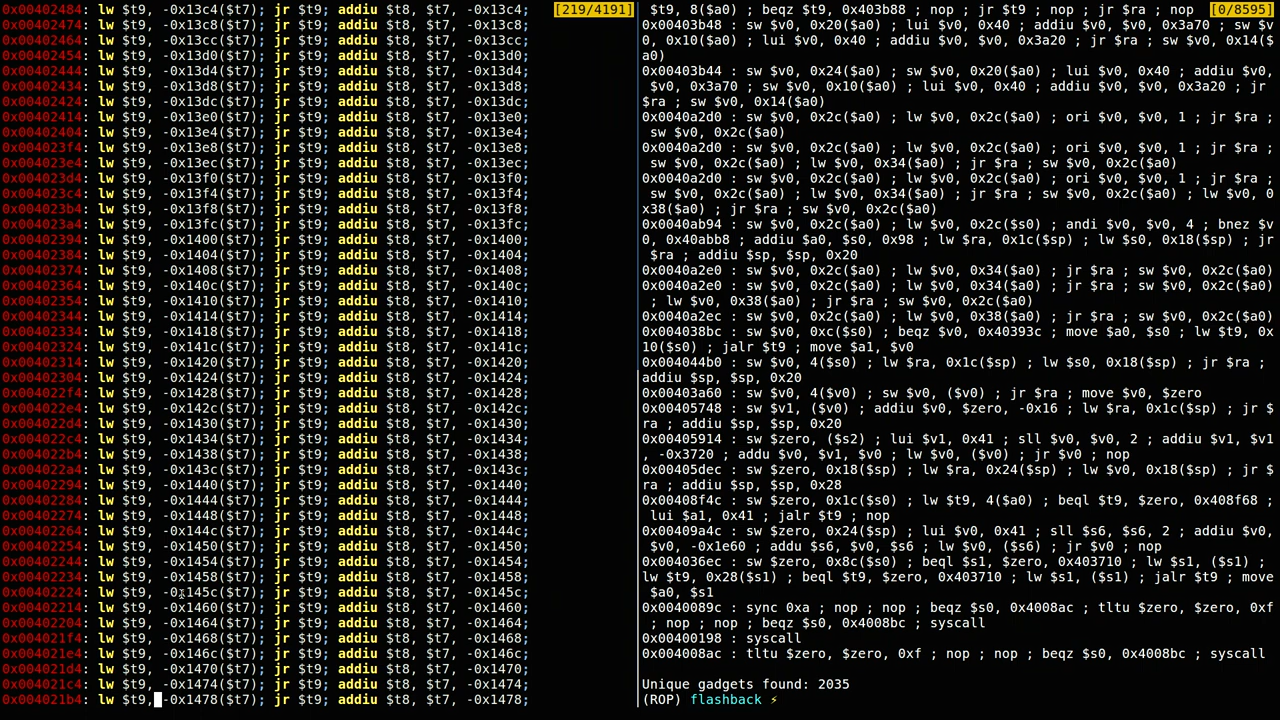 0x00402484: lw $t9, -0x13c4($t7); jr $t9; addiu $t8, $t7, -0x13c4; [219/4191]
0x00402474: lw $t9, -0x13c8($t7); jr $t9; addiu $t8, $t7, -0x13c8;
0x00402464: lw $t9, -0x13cc($t7); jr $t9; addiu $t8, $t7, -0x13cc;
0x00402454: lw $t9, -0x13d0($t7); jr $t9; addiu $t8, $t7, -0x13d0;
0x00402444: lw $t9, -0x13d4($t7); jr $t9; addiu $t8, $t7, -0x13d4;
0x00402434: lw $t9, -0x13d8($t7); jr $t9; addiu $t8, $t7, -0x13d8;
0x00402424: lw $t9, -0x13dc($t7); jr $t9; addiu $t8, $t7, -0x13dc;
0x00402414: lw $t9, -0x13e0($t7); jr $t9; addiu $t8, $t7, -0x13e0;
0x00402404: lw $t9, -0x13e4($t7); jr $t9; addiu $t8, $t7, -0x13e4;
0x004023f4: lw $t9, -0x13e8($t7); jr $t9; addiu $t8, $t7, -0x13e8;
0x004023e4: lw $t9, -0x13ec($t7); jr $t9; addiu $t8, $t7, -0x13ec;
0x004023d4: lw $t9, -0x13f0($t7); jr $t9; addiu $t8, $t7, -0x13f0;
0x004023c4: lw $t9, -0x13f4($t7); jr $t9; addiu $t8, $t7, -0x13f4;
0x004023b4: lw $t9, -0x13f8($t7); jr $t9; addiu $t8, $t7, -0x13f8;
0x004023a4: lw $t9, -0x13fc($t7); jr $t9; addiu $t8, $t7, -0x13fc;
0x00402394: lw $t9, -0x1400($t7); jr $t9; addiu $t8, $t7, -0x1400;
0x00402384: lw $t9, -0x1404($t7); jr $t9; addiu $t8, $t7, -0x1404;
0x00402374: lw $t9, -0x1408($t7); jr $t9; addiu $t8, $t7, -0x1408;
0x00402364: lw $t9, -0x140c($t7); jr $t9; addiu $t8, $t7, -0x140c;
0x00402354: lw $t9, -0x1410($t7); jr $t9; addiu $t8, $t7, -0x1410;
0x00402344: lw $t9, -0x1414($t7); jr $t9; addiu $t8, $t7, -0x1414;
0x00402334: lw $t9, -0x1418($t7); jr $t9; addiu $t8, $t7, -0x1418;
0x00402324: lw $t9, -0x141c($t7); jr $t9; addiu $t8, $t7, -0x141c;
0x00402314: lw $t9, -0x1420($t7); jr $t9; addiu $t8, $t7, -0x1420;
0x00402304: lw $t9, -0x1424($t7); jr $t9; addiu $t8, $t7, -0x1424;
0x004022f4: lw $t9, -0x1428($t7); jr $t9; addiu $t8, $t7, -0x1428;
0x004022e4: lw $t9, -0x142c($t7); jr $t9; addiu $t8, $t7, -0x142c;
0x004022d4: lw $t9, -0x1430($t7); jr $t9; addiu $t8, $t7, -0x1430;
0x004022c4: lw $t9, -0x1434($t7); jr $t9; addiu $t8, $t7, -0x1434;
0x004022b4: lw $t9, -0x1438($t7); jr $t9; addiu $t8, $t7, -0x1438;
0x004022a4: lw $t9, -0x143c($t7); jr $t9; addiu $t8, $t7, -0x143c;
0x00402294: lw $t9, -0x1440($t7); jr $t9; addiu $t8, $t7, -0x1440;
0x00402284: lw $t9, -0x1444($t7); jr $t9; addiu $t8, $t7, -0x1444;
0x00402274: lw $t9, -0x1448($t7); jr $t9; addiu $t8, $t7, -0x1448;
0x00402264: lw $t9, -0x144c($t7); jr $t9; addiu $t8, $t7, -0x144c;
0x00402254: lw $t9, -0x1450($t7); jr $t9; addiu $t8, $t7, -0x1450;
0x00402244: lw $t9, -0x1454($t7); jr $t9; addiu $t8, $t7, -0x1454;
0x00402234: lw $t9, -0x1458($t7); jr $t9; addiu $t8, $t7, -0x1458;
0x00402224: lw $t9, -0x145c($t7); jr $t9; addiu $t8, $t7, -0x145c;
0x00402214: lw $t9, -0x1460($t7); jr $t9; addiu $t8, $t7, -0x1460;
0x00402204: lw $t9, -0x1464($t7); jr $t9; addiu $t8, $t7, -0x1464;
0x004021f4: lw $t9, -0x1468($t7); jr $t9; addiu $t8, $t7, -0x1468;
0x004021e4: lw $t9, -0x146c($t7); jr $t9; addiu $t8, $t7, -0x146c;
0x004021d4: lw $t9, -0x1470($t7); jr $t9; addiu $t8, $t7, -0x1470;
0x004021c4: lw $t9, -0x1474($t7); jr $t9; addiu $t8, $t7, -0x1474;
0x004021b4: lw $t9, -0x1478($t7); jr $t9; addiu $t8, $t7, -0x1478;
$t9, 8($a0) ; beqz $t9, 0x403b88 ; nop ; jr $t9 ; nop ; jr $ra ; nop [0/8595]
0x00403b48 : sw $v0, 0x20($a0) ; lui $v0, 0x40 ; addiu $v0, $v0, 0x3a70 ; sw $v
0, 0x10($a0) ; lui $v0, 0x40 ; addiu $v0, $v0, 0x3a20 ; jr $ra ; sw $v0, 0x14($
a0)
0x00403b44 : sw $v0, 0x24($a0) ; sw $v0, 0x20($a0) ; lui $v0, 0x40 ; addiu $v0,
$v0, 0x3a70 ; sw $v0, 0x10($a0) ; lui $v0, 0x40 ; addiu $v0, $v0, 0x3a20 ; jr
$ra ; sw $v0, 0x14($a0)
0x0040a2d0 : sw $v0, 0x2c($a0) ; lw $v0, 0x2c($a0) ; ori $v0, $v0, 1 ; jr $ra ;
sw $v0, 0x2c($a0)
0x0040a2d0 : sw $v0, 0x2c($a0) ; lw $v0, 0x2c($a0) ; ori $v0, $v0, 1 ; jr $ra ;
sw $v0, 0x2c($a0) ; lw $v0, 0x34($a0) ; jr $ra ; sw $v0, 0x2c($a0)
0x0040a2d0 : sw $v0, 0x2c($a0) ; lw $v0, 0x2c($a0) ; ori $v0, $v0, 1 ; jr $ra ;
sw $v0, 0x2c($a0) ; lw $v0, 0x34($a0) ; jr $ra ; sw $v0, 0x2c($a0) ; lw $v0, 0
x38($a0) ; jr $ra ; sw $v0, 0x2c($a0)
0x0040ab94 : sw $v0, 0x2c($a0) ; lw $v0, 0x2c($s0) ; andi $v0, $v0, 4 ; bnez $v
0, 0x40abb8 ; addiu $a0, $s0, 0x98 ; lw $ra, 0x1c($sp) ; lw $s0, 0x18($sp) ; jr
$ra ; addiu $sp, $sp, 0x20
0x0040a2e0 : sw $v0, 0x2c($a0) ; lw $v0, 0x34($a0) ; jr $ra ; sw $v0, 0x2c($a0)
0x0040a2e0 : sw $v0, 0x2c($a0) ; lw $v0, 0x34($a0) ; jr $ra ; sw $v0, 0x2c($a0)
; lw $v0, 0x38($a0) ; jr $ra ; sw $v0, 0x2c($a0)
0x0040a2ec : sw $v0, 0x2c($a0) ; lw $v0, 0x38($a0) ; jr $ra ; sw $v0, 0x2c($a0)
0x004038bc : sw $v0, 0xc($s0) ; beqz $v0, 0x40393c ; move $a0, $s0 ; lw $t9, 0x
10($s0) ; jalr $t9 ; move $a1, $v0
0x004044b0 : sw $v0, 4($s0) ; lw $ra, 0x1c($sp) ; lw $s0, 0x18($sp) ; jr $ra ;
addiu $sp, $sp, 0x20
0x00403a60 : sw $v0, 4($v0) ; sw $v0, ($v0) ; jr $ra ; move $v0, $zero
0x00405748 : sw $v1, ($v0) ; addiu $v0, $zero, -0x16 ; lw $ra, 0x1c($sp) ; jr $
ra ; addiu $sp, $sp, 0x20
0x00405914 : sw $zero, ($s2) ; lui $v1, 0x41 ; sll $v0, $v0, 2 ; addiu $v1, $v1
, -0x3720 ; addu $v0, $v1, $v0 ; lw $v0, ($v0) ; jr $v0 ; nop
0x00405dec : sw $zero, 0x18($sp) ; lw $ra, 0x24($sp) ; lw $v0, 0x18($sp) ; jr $
ra ; addiu $sp, $sp, 0x28
0x00408f4c : sw $zero, 0x1c($s0) ; lw $t9, 4($a0) ; beql $t9, $zero, 0x408f68 ;
lui $a1, 0x41 ; jalr $t9 ; nop
0x00409a4c : sw $zero, 0x24($sp) ; lui $v0, 0x41 ; sll $s6, $s6, 2 ; addiu $v0,
$v0, -0x1e60 ; addu $s6, $v0, $s6 ; lw $v0, ($s6) ; jr $v0 ; nop
0x004036ec : sw $zero, 0x8c($s0) ; beql $s1, $zero, 0x403710 ; lw $s1, ($s1) ;
lw $t9, 0x28($s1) ; beql $t9, $zero, 0x403710 ; lw $s1, ($s1) ; jalr $t9 ; move
$a0, $s1
0x0040089c : sync 0xa ; nop ; nop ; beqz $s0, 0x4008ac ; tltu $zero, $zero, 0xf
; nop ; nop ; beqz $s0, 0x4008bc ; syscall
0x00400198 : syscall
0x004008ac : tltu $zero, $zero, 0xf ; nop ; nop ; beqz $s0, 0x4008bc ; syscall
Unique gadgets found: 2035
(ROP) flashback ⚡